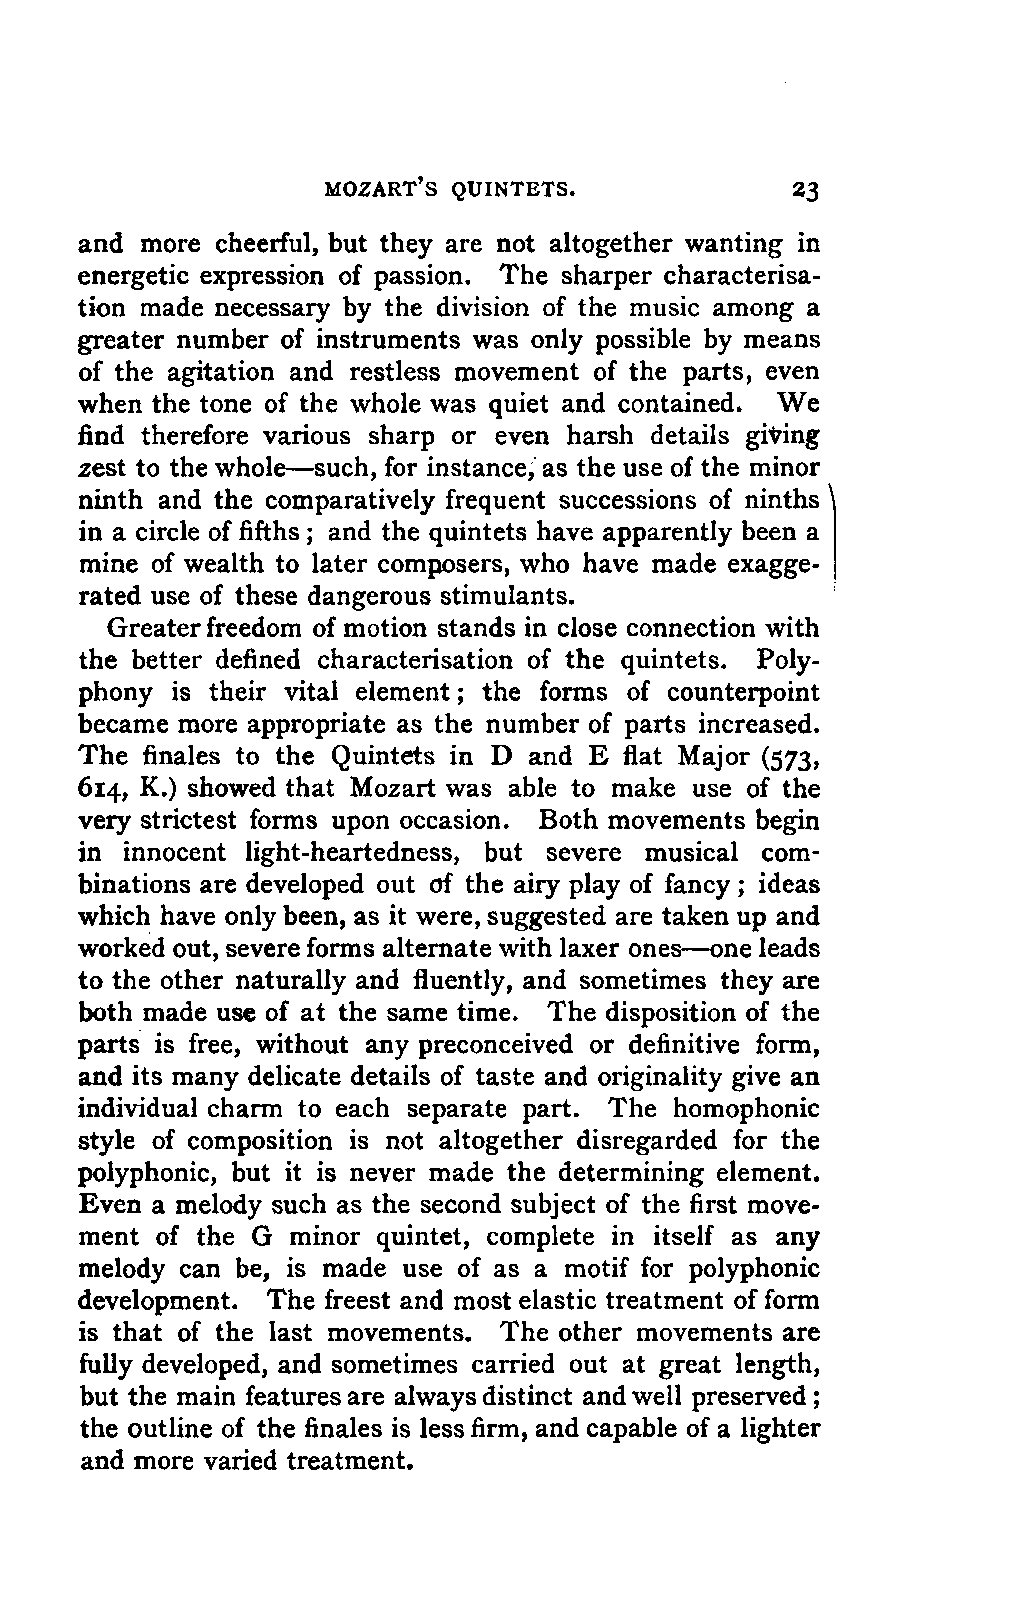 MOZART'S QUINTETS. 23
and more cheerful, but they are not altogether wanting in
energetic expression of passion. The sharper characterisa-
tion made necessary by the division of the music among a
greater number of instruments was only possible by means
of the agitation and restless movement of the parts, even
when the tone of the whole was quiet and contained. We
find therefore various sharp or even harsh details giving
zest to the whole—such, for instance, as the use of the minor
ninth and the comparatively frequent successions of ninths
in a circle of fifths; and the quintets have apparently been a
mine of wealth to later composers, who have made exagge-
rated use of these dangerous stimulants.
Greater freedom of motion stands in close connection with
the better defined characterisation of the quintets. Poly-
phony is their vital element; the forms of counterpoint
became more appropriate as the number of parts increased.
The finales to the Quintets in D and E flat Major (573,
614, K.) showed that Mozart was able to make use of the
very strictest forms upon occasion. Both movements begin
in innocent light-heartedness, but severe musical com-
binations are developed out of the airy play of fancy; ideas
which have only been, as it were, suggested are taken up and
worked out, severe forms alternate with laxer ones—one leads
to the other naturally and fluently, and sometimes they are
both made use of at the same time. The disposition of the
parts is free, without any preconceived or definitive form,
and its many delicate details of taste and originality give an
individual charm to each separate part. The homophonic
style of composition is not altogether disregarded for the
polyphonic, but it is never made the determining element.
Even a melody such as the second subject of the first move-
ment of the G minor quintet, complete in itself as any
melody can be, is made use of as a motif for polyphonic
development. The freest and most elastic treatment of form
is that of the last movements. The other movements are
fully developed, and sometimes carried out at great length,
but the main features are always distinct and well preserved;
the outline of the finales is less firm, and capable of a lighter
and more varied treatment.